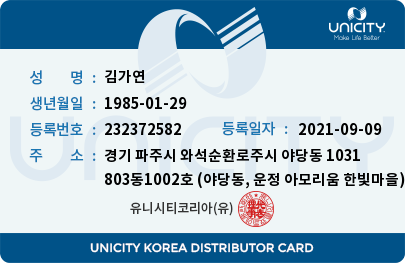 UNICITY
Make Life Better
성 명 : 김가연
생년월일 : 1985-01-29
등록번호 : 232372582 등록일자 : 2021-09-09
주 소 : 경기 파주시 와석순환로주시 야당동 1031
803동1002호 (야당동, 운정 아모리움 한빛마을)
UNICITY
유니시티코리아(유)
UNICITY KOREA DISTRIBUTOR CARD